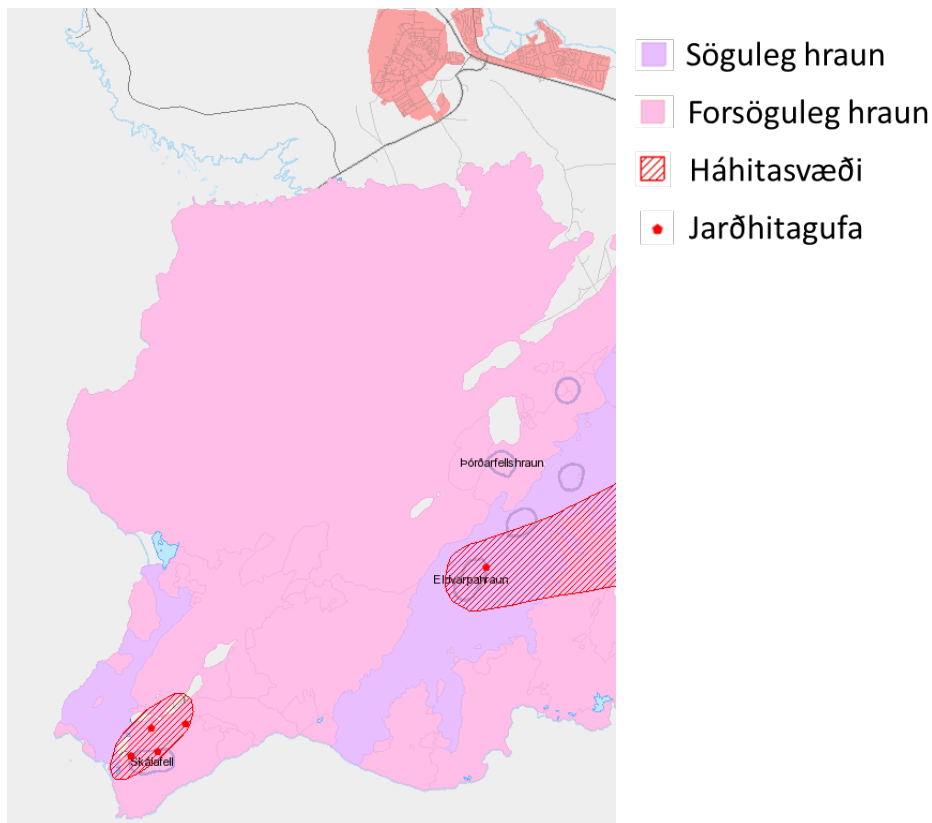 Söguleg hraun
Forsöguleg hraun
Háhitasvæði
Jarðhitagufa
Þórðarfellshraun
Eldvarpahraun
Skálafell